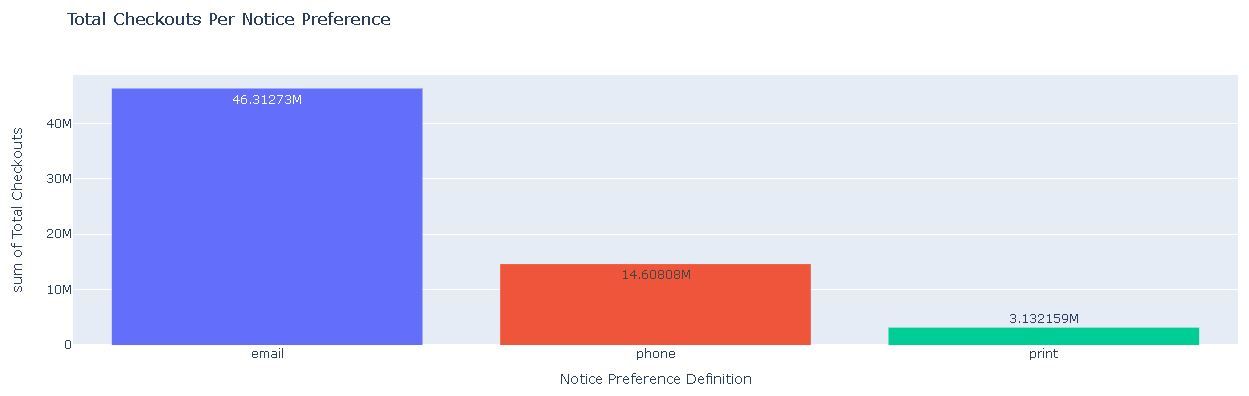 Total Checkouts Per Notice Preference
sum of Total Checkouts
40M
30M
20M
10M
0
46.31273M
14.60808M
3.132159M
email
phone
print
Notice Preference Definition